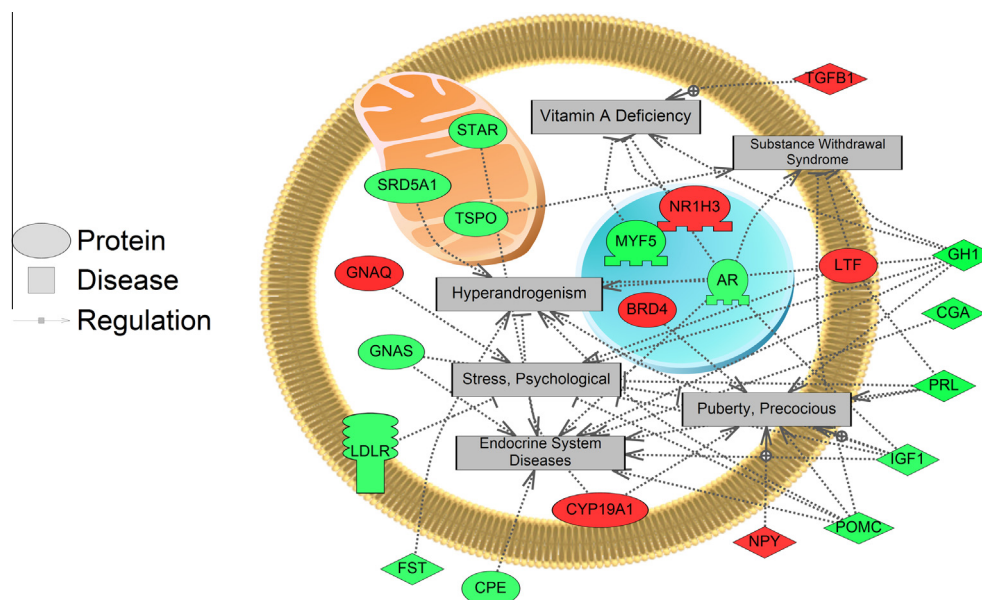 TGFB1
Vitamin A Deficiency
STAR
Substance Withdrawal
Syndrome
SRD5A1
NR1H3
TSPO
Protein
MYF5
GH1
GNAQ
LTF
Disease
AR
Hyperandrogenism
BRD4
CGA
Regulation
GNAS
Stress, Psychological
PRL
Puberty, Precocious
LDLR
Endocrine System
Diseases
IGF1
CYP19A1
POMC
NPY
FST
CPE